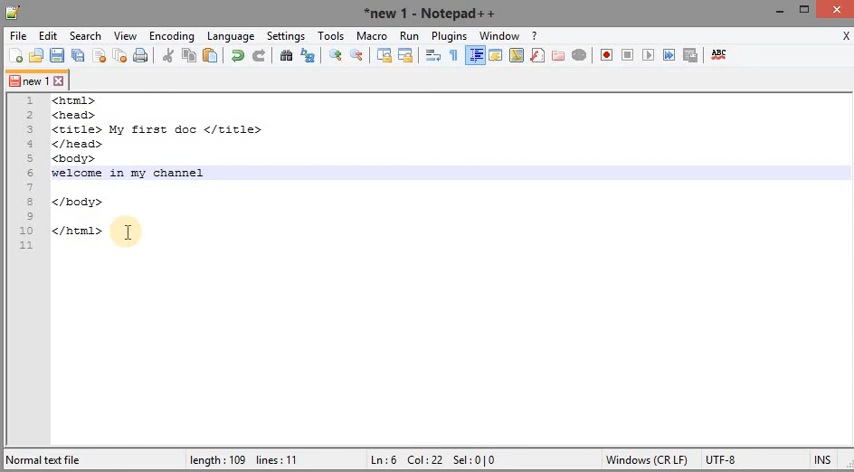 *new 1 - Notepad++
File Edit Search View Encoding Language Settings Tools Macro Run Plugins Window ? X
ABC
new 1
1 <html>
2 <head>
3 <title> My first doc </title>
4 </head>
5 <body>
6 welcome in my channel
7
8 </body>
9
10 </html>
11
Normal text file length : 109 lines : 11 Ln : 6 Col : 22 Sel : 0 | 0 Windows (CR LF) UTF-8 INS